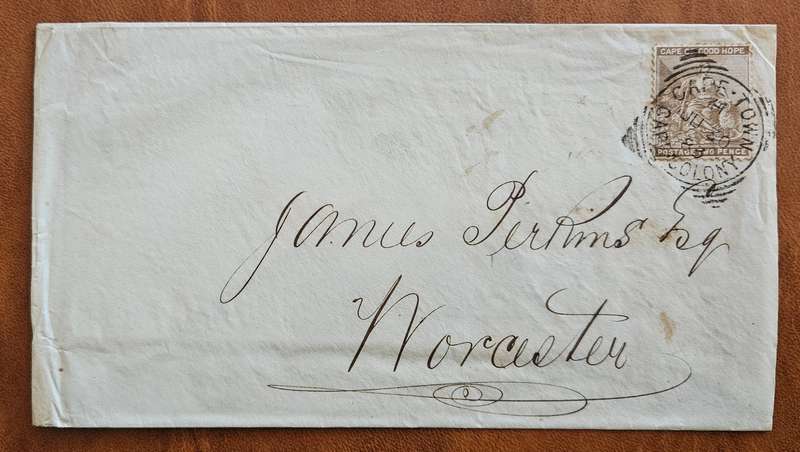 CAPE OF GOOD HOPE
POSTAGE TWO PENCE
CAPE·TOWN
CAPE COLONY
James Perkins Esq
Worcester